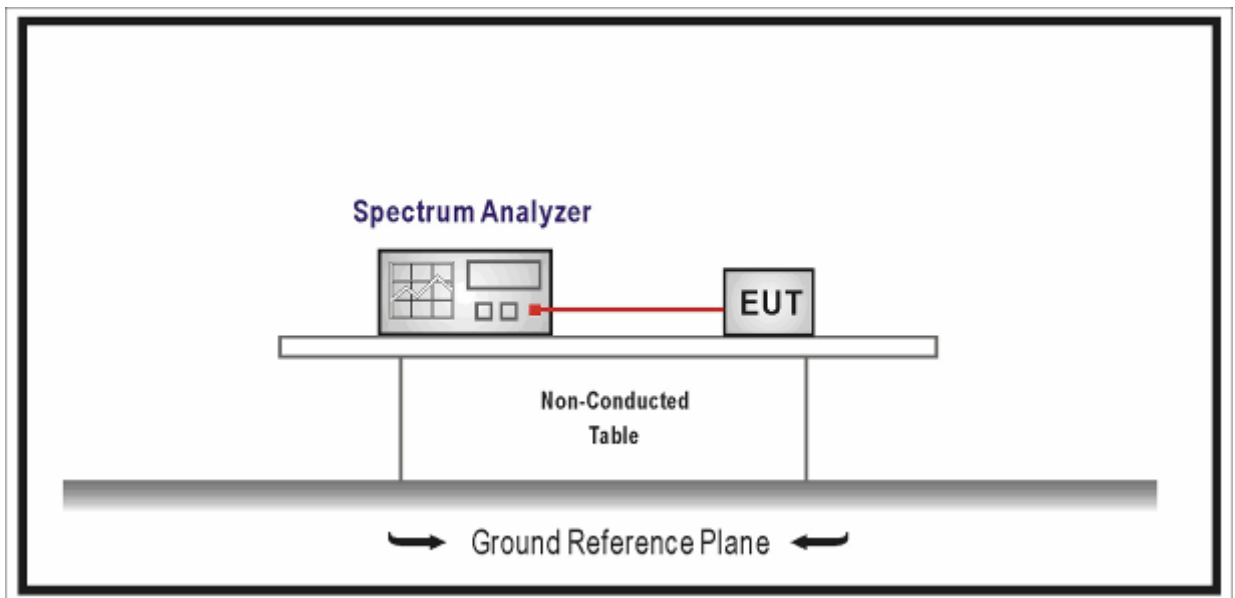 Spectrum Analyzer
EUT
Non-Conducted
Table
Ground Reference Plane